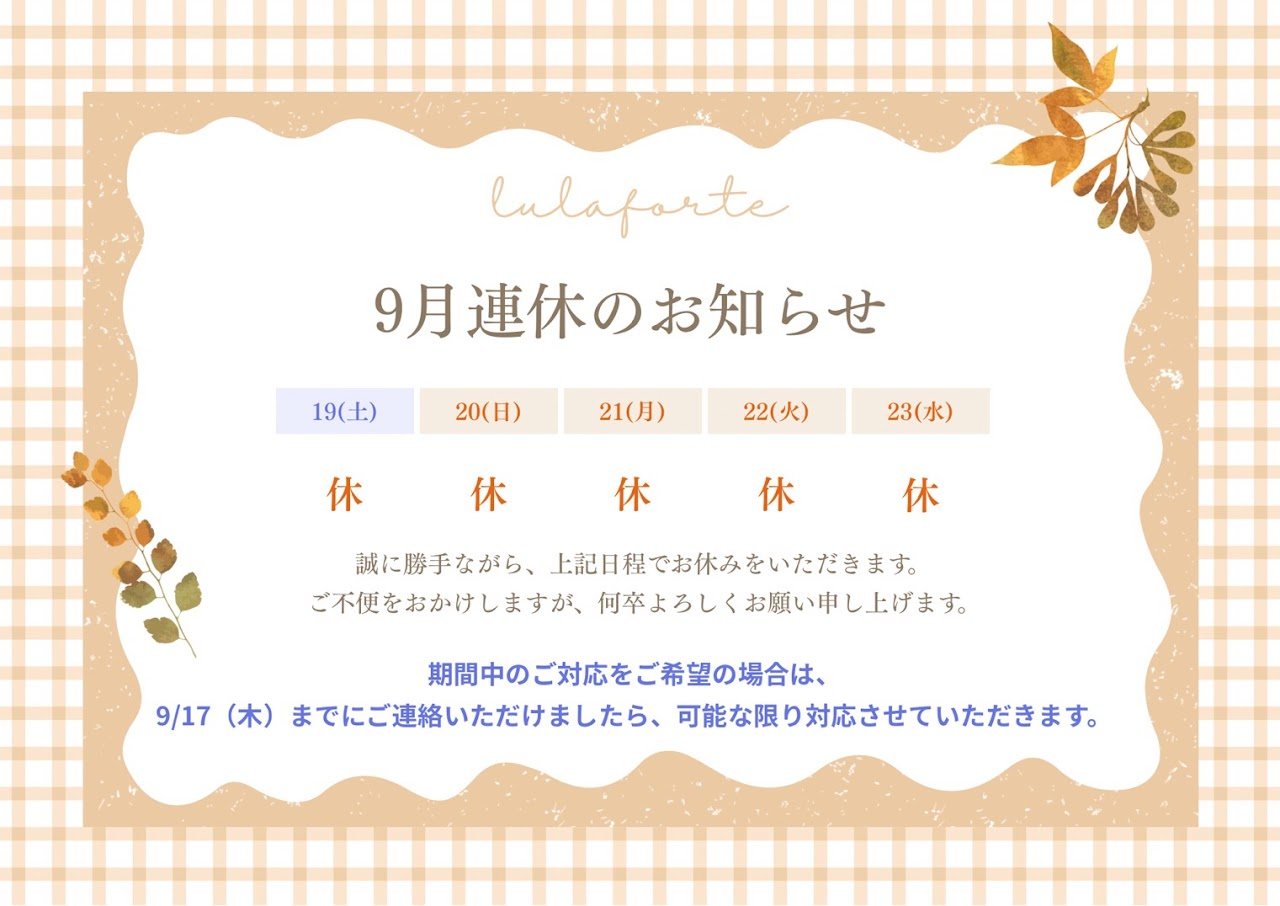 lulaforte
9月連休のお知らせ
19(土) 20(日) 21(月) 22(火) 23(水)
休 休 休 休 休
誠に勝手ながら、上記日程でお休みをいただきます。
ご不便をおかけしますが、何卒よろしくお願い申し上げます。
期間中のご対応をご希望の場合は、
9/17（木）までにご連絡いただけましたら、可能な限り対応させていただきます。